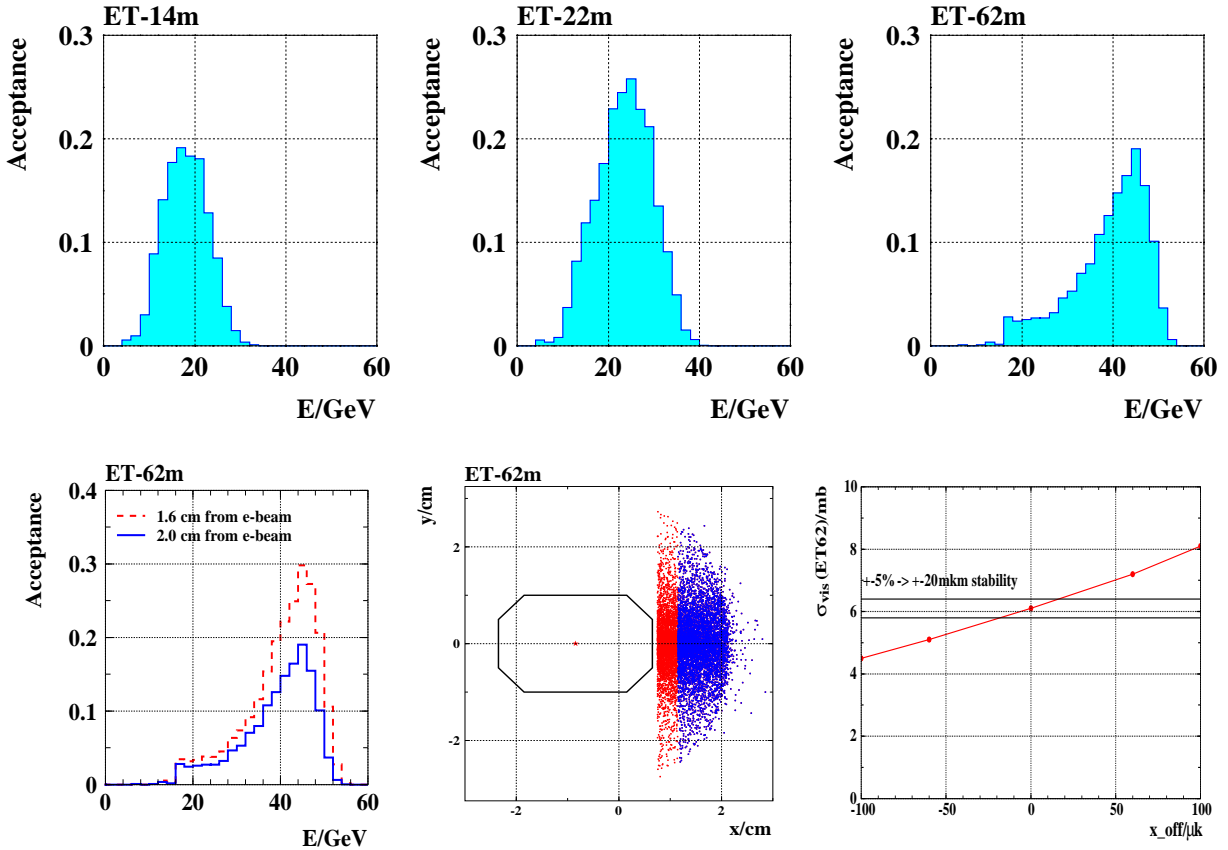 ET-14m
Acceptance
0.3
0.2
0.1
0
0
20
40
60
E/GeV
ET-22m
Acceptance
0.3
0.2
0.1
0
0
20
40
60
E/GeV
ET-62m
Acceptance
0.3
0.2
0.1
0
0
20
40
60
E/GeV
ET-62m
Acceptance
0.4
0.3
0.2
0.1
0
1.6 cm from e-beam
2.0 cm from e-beam
0
20
40
60
E/GeV
ET-62m
y/cm
2
0
-2
-2
0
2
x/cm
σvis (ET62)/mb
10
8
6
4
2
0
+-5% -> +-20mkm stability
-100
-50
0
50
100
x_off/μk